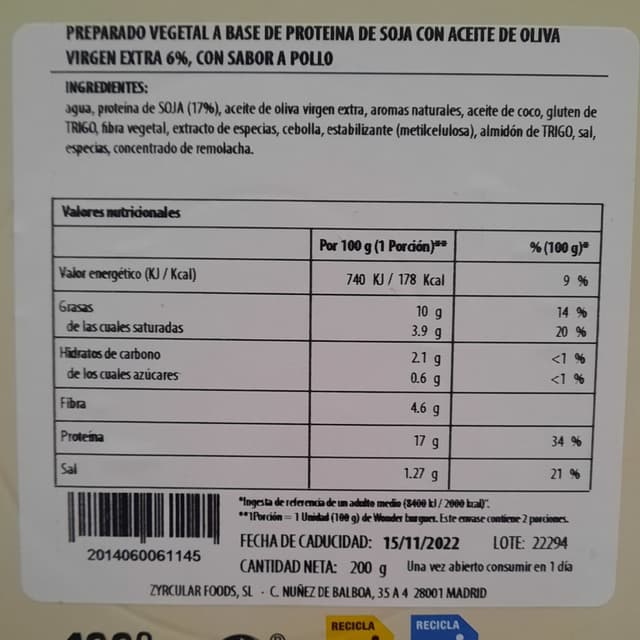 PREPARADO VEGETAL A BASE DE PROTEINA DE SOJA CON ACEITE DE OLIVA
VIRGEN EXTRA 6%, CON SABOR A POLLO
INGREDIENTES:
agua, proteína de SOJA (17%), aceite de oliva virgen extra, aromas naturales, aceite de coco, gluten de
TRIGO, fibra vegetal, extracto de especias, cebolla, estabilizante (metilcelulosa), almidón de TRIGO, sal,
especias, concentrado de remolacha.
Valores nutricionales
Por 100 g (1 Porción)** % (100 g)*
Valor energético (KJ / Kcal) 740 KJ / 178 Kcal 9 %
Grasas 10 g 14 %
de las cuales saturadas 3.9 g 20 %
Hidratos de carbono 2.1 g <1 %
de los cuales azúcares 0.6 g <1 %
Fibra 4.6 g
Proteína 17 g 34 %
Sal 1.27 g 21 %
*Ingesta de referencia de un adulto medio (8400 kJ / 2000 kcal)".
**1Porción = 1 Unidad (100 g) de Wonder burguer. Este envase contiene 2 porciones.
FECHA DE CADUCIDAD: 15/11/2022 LOTE: 22294
2014060061145
CANTIDAD NETA: 200 g Una vez abierto consumir en 1 día
ZYRCULAR FOODS, SL · C. NUÑEZ DE BALBOA, 35 A 4 28001 MADRID
RECICLA RECICLA